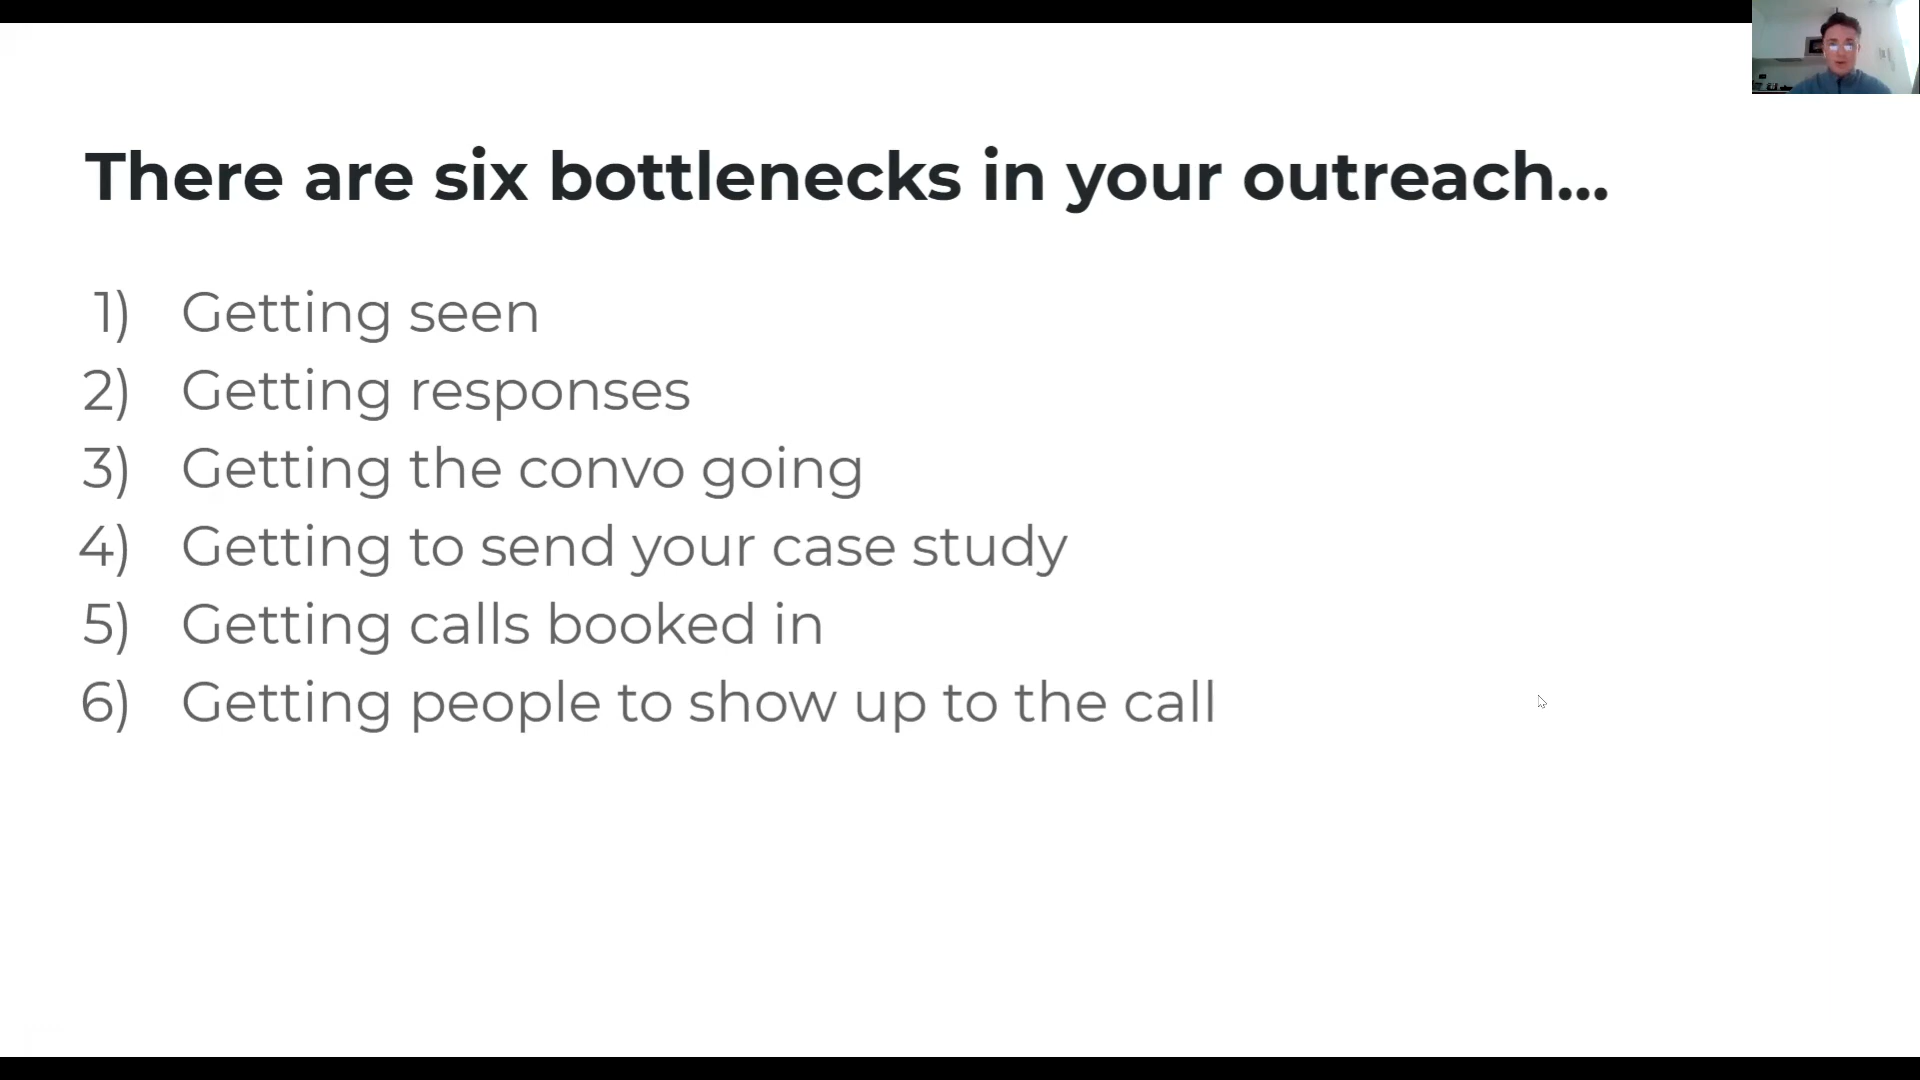 There are six bottlenecks in your outreach...
1) Getting seen
2) Getting responses
3) Getting the convo going
4) Getting to send your case study
5) Getting calls booked in
6) Getting people to show up to the call